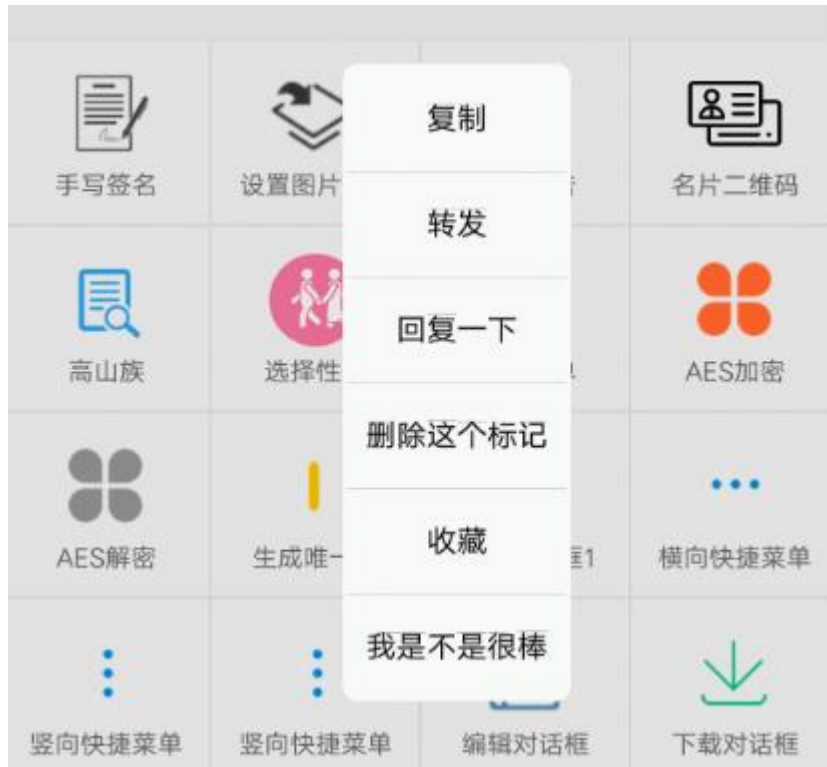 复制
转发
回复一下
删除这个标记
收藏
我是不是很棒
手写签名
设置图片
名片二维码
高山族
选择性
AES加密
AES解密
生成唯一
框1
横向快捷菜单
竖向快捷菜单
竖向快捷菜单
编辑对话框
下载对话框